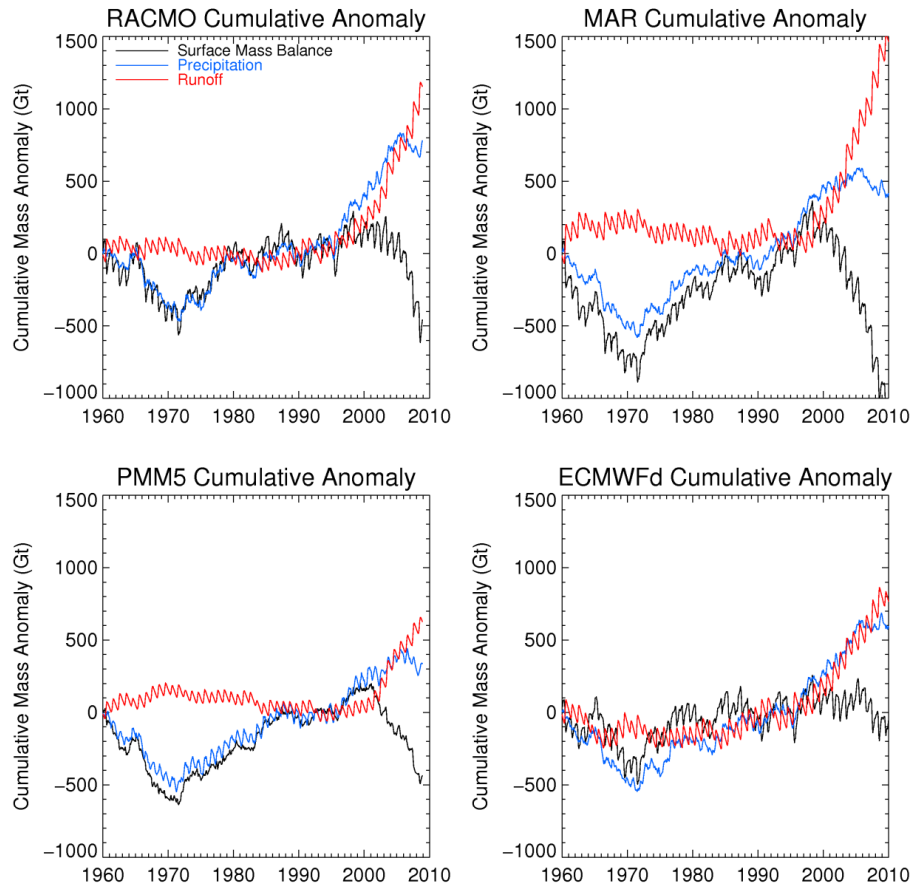 RACMO Cumulative Anomaly
Cumulative Mass Anomaly (Gt)
1500
1000
500
0
−500
−1000
Surface Mass Balance
Precipitation
Runoff
1960 1970 1980 1990 2000 2010
MAR Cumulative Anomaly
Cumulative Mass Anomaly (Gt)
1500
1000
500
0
−500
−1000
1960 1970 1980 1990 2000 2010
PMM5 Cumulative Anomaly
Cumulative Mass Anomaly (Gt)
1500
1000
500
0
−500
−1000
1960 1970 1980 1990 2000 2010
ECMWFd Cumulative Anomaly
Cumulative Mass Anomaly (Gt)
1500
1000
500
0
−500
−1000
1960 1970 1980 1990 2000 2010